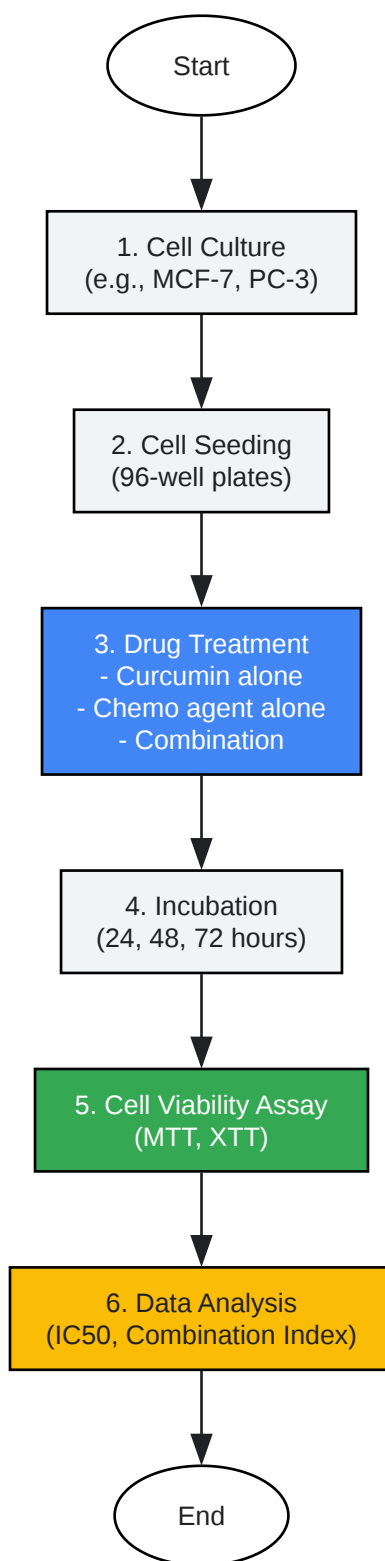 Start
1. Cell Culture
(e.g., MCF-7, PC-3)
2. Cell Seeding
(96-well plates)
3. Drug Treatment
- Curcumin alone
- Chemo agent alone
- Combination
4. Incubation
(24, 48, 72 hours)
5. Cell Viability Assay
(MTT, XTT)
6. Data Analysis
(IC50, Combination Index)
End